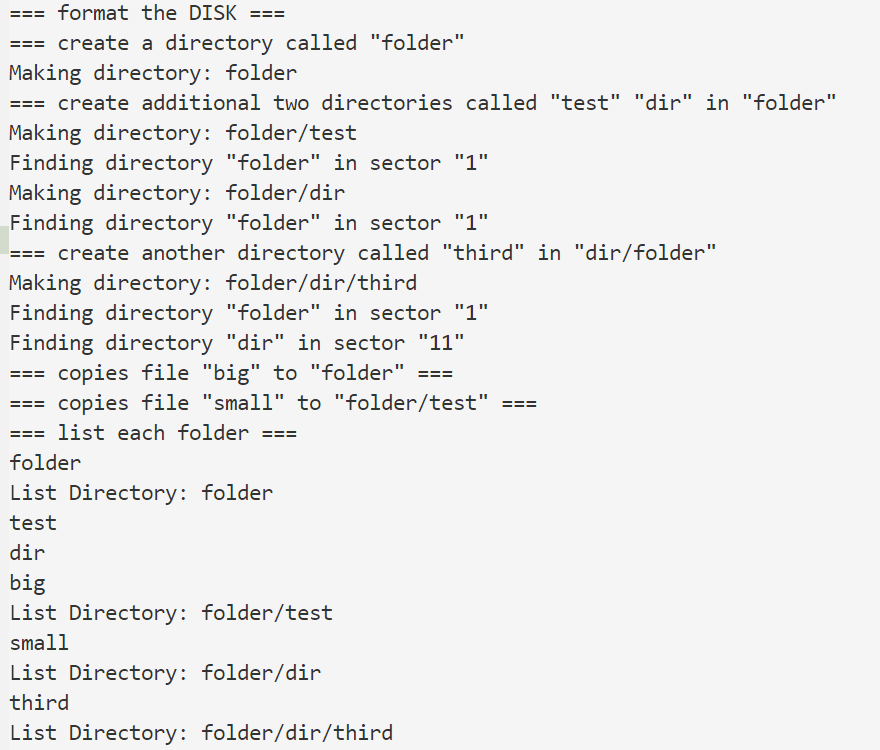 === format the DISK ===
=== create a directory called "folder"
Making directory: folder
=== create additional two directories called "test" "dir" in "folder"
Making directory: folder/test
Finding directory "folder" in sector "1"
Making directory: folder/dir
Finding directory "folder" in sector "1"
=== create another directory called "third" in "dir/folder"
Making directory: folder/dir/third
Finding directory "folder" in sector "1"
Finding directory "dir" in sector "11"
=== copies file "big" to "folder" ===
=== copies file "small" to "folder/test" ===
=== list each folder ===
folder
List Directory: folder
test
dir
big
List Directory: folder/test
small
List Directory: folder/dir
third
List Directory: folder/dir/third